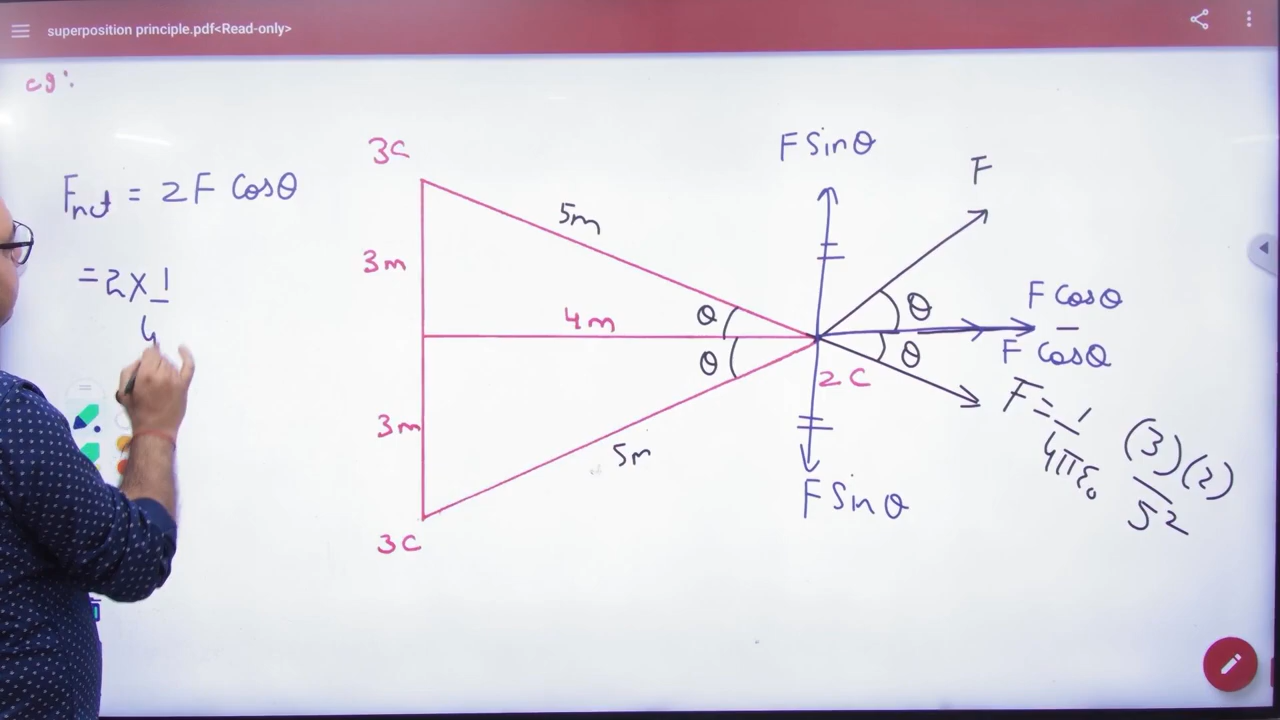 superposition principle.pdf<Read-only>
eg:
F_net = 2F Cosθ
= 2 × 1
4
3C
3m
3m
3C
5m
4m
5m
θ
θ
2C
F Sinθ
F
θ
F Cosθ
θ
F Cosθ
F Sinθ
F = 1/4πε₀ (3)(2)/5²